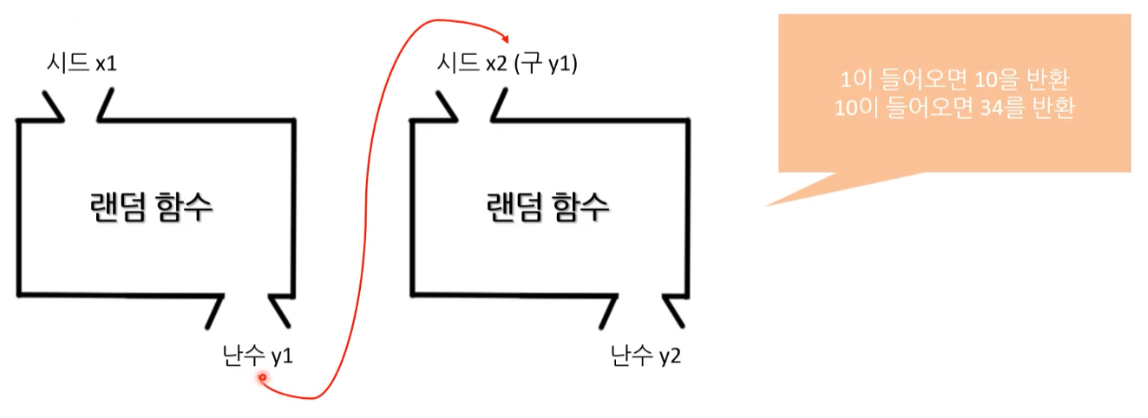 시드 x1
랜덤 함수
난수 y1
시드 x2 (구 y1)
랜덤 함수
난수 y2
1이 들어오면 10을 반환
10이 들어오면 34를 반환